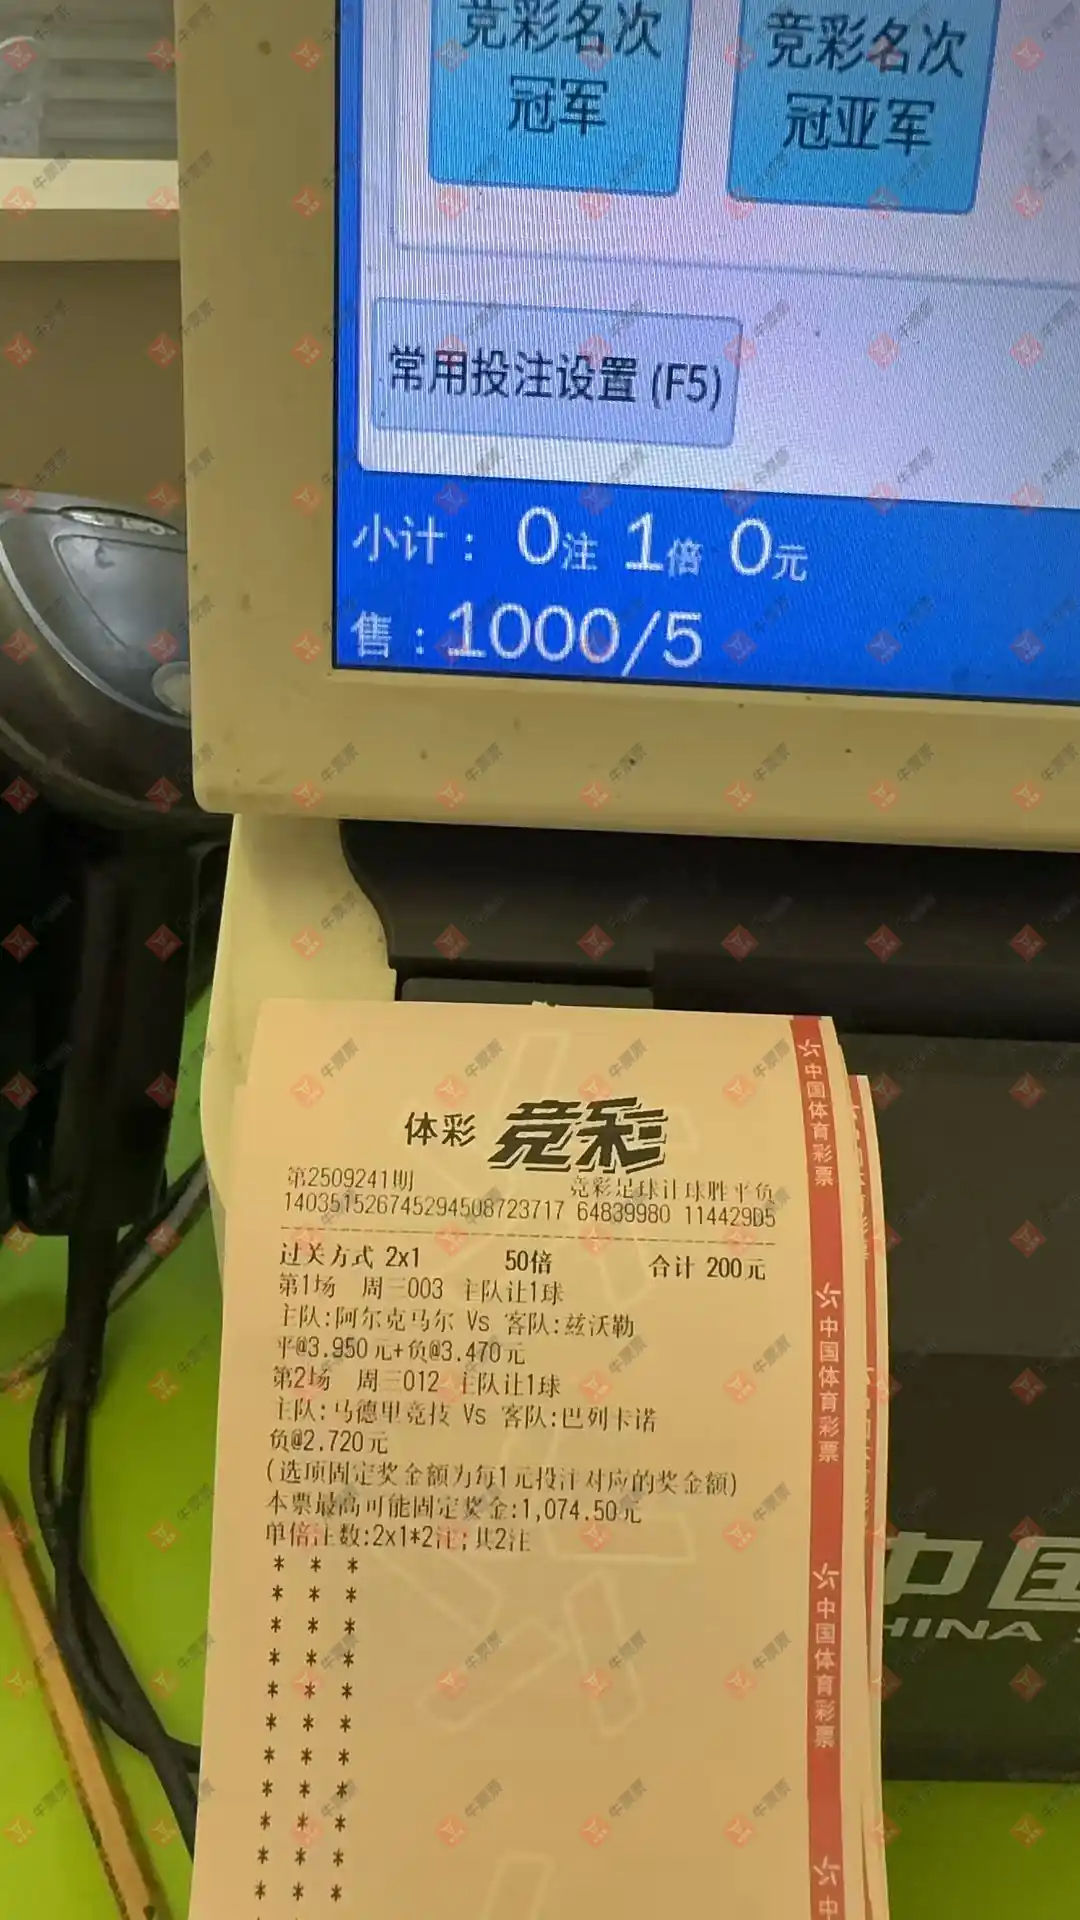 竞彩名次
冠军
竞彩名次
冠亚军
常用投注设置 (F5)
小计： 0注 1倍 0元
售：1000/5
体彩 竞彩
第2509241期 竞彩足球让球胜平负
140351526745294508723717 64839980 114429D5
过关方式 2x1 50倍 合计 200元
第1场 周三003 主队让1球
主队:阿尔克马尔 Vs 客队:兹沃勒
平@3.950元+负@3.470元
第2场 周三012 主队让1球
主队:马德里竞技 Vs 客队:巴列卡诺
负@2.720元
(选项固定奖金额为每1元投注对应的奖金额)
本票最高可能固定奖金:1,074.50元
单倍注数:2x1*2注;共2注
中国体育彩票
中国体育彩票
中国体育彩票
中
中国
HINA
牛票票